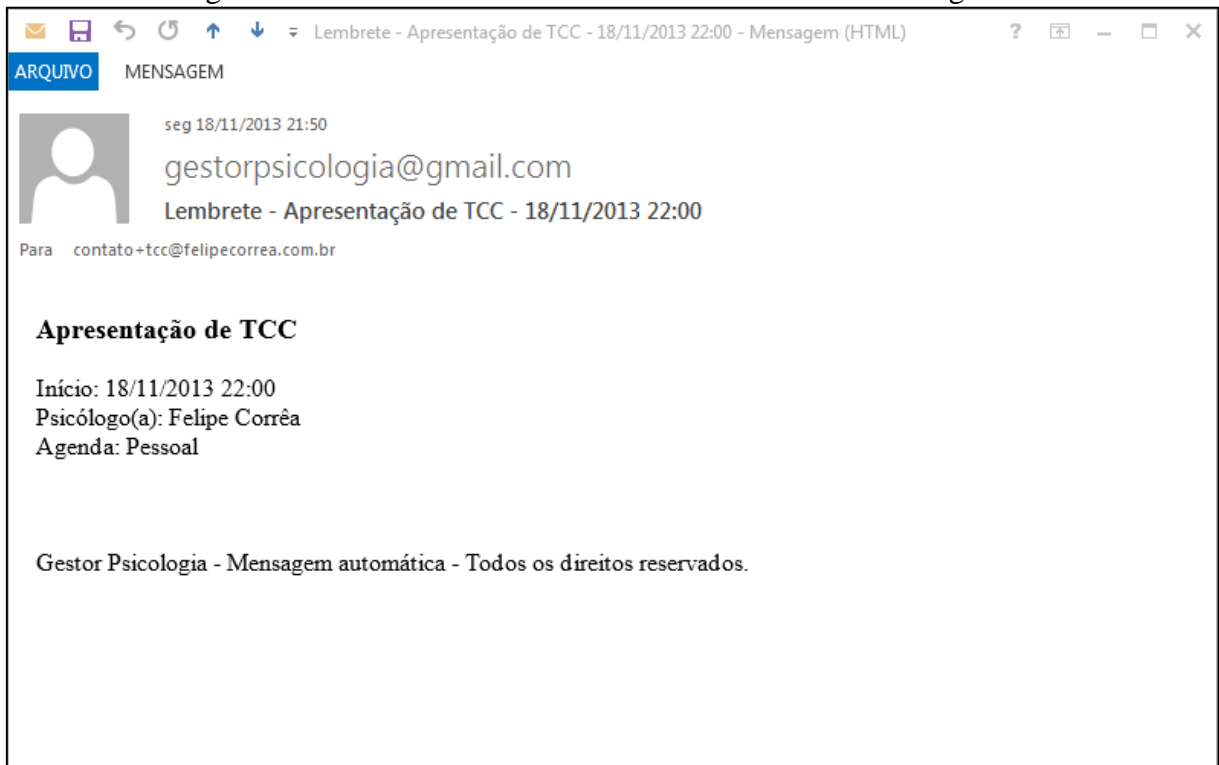 Lembrete - Apresentação de TCC - 18/11/2013 22:00 - Mensagem (HTML)
ARQUIVO MENSAGEM
seg 18/11/2013 21:50
gestorpsicologia@gmail.com
Lembrete - Apresentação de TCC - 18/11/2013 22:00
Para contato+tcc@felipecorrea.com.br
Apresentação de TCC
Início: 18/11/2013 22:00
Psicólogo(a): Felipe Corrêa
Agenda: Pessoal
Gestor Psicologia - Mensagem automática - Todos os direitos reservados.